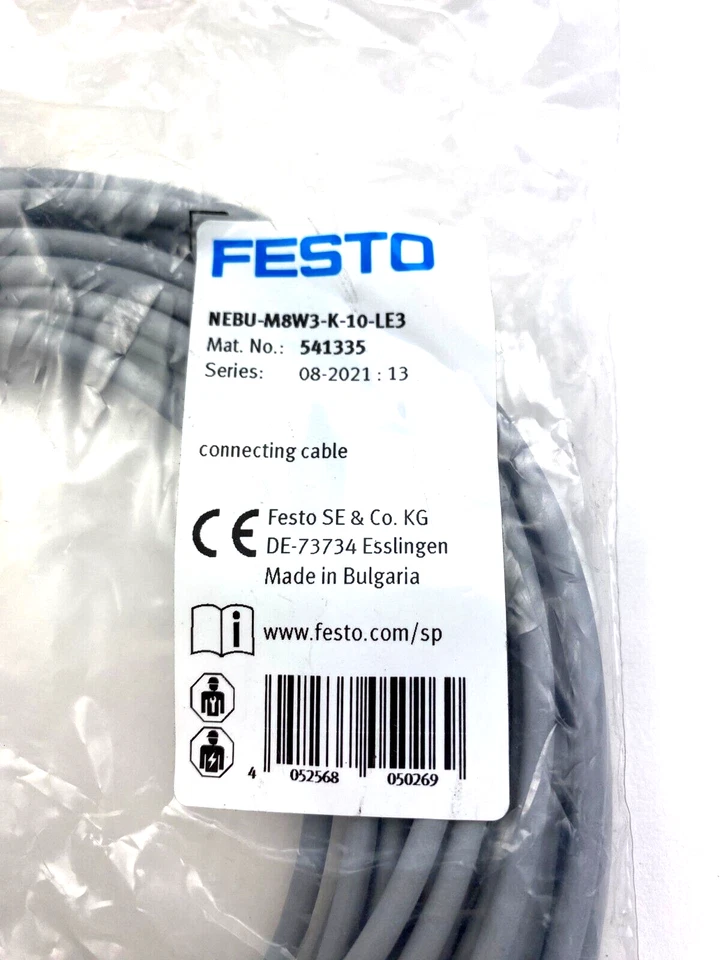 FESTO
NEBU-M8W3-K-10-LE3
Mat. No.: 541335
Series: 08-2021 : 13
connecting cable
CE Festo SE & Co. KG
DE-73734 Esslingen
Made in Bulgaria
i www.festo.com/sp
4 052568 050269